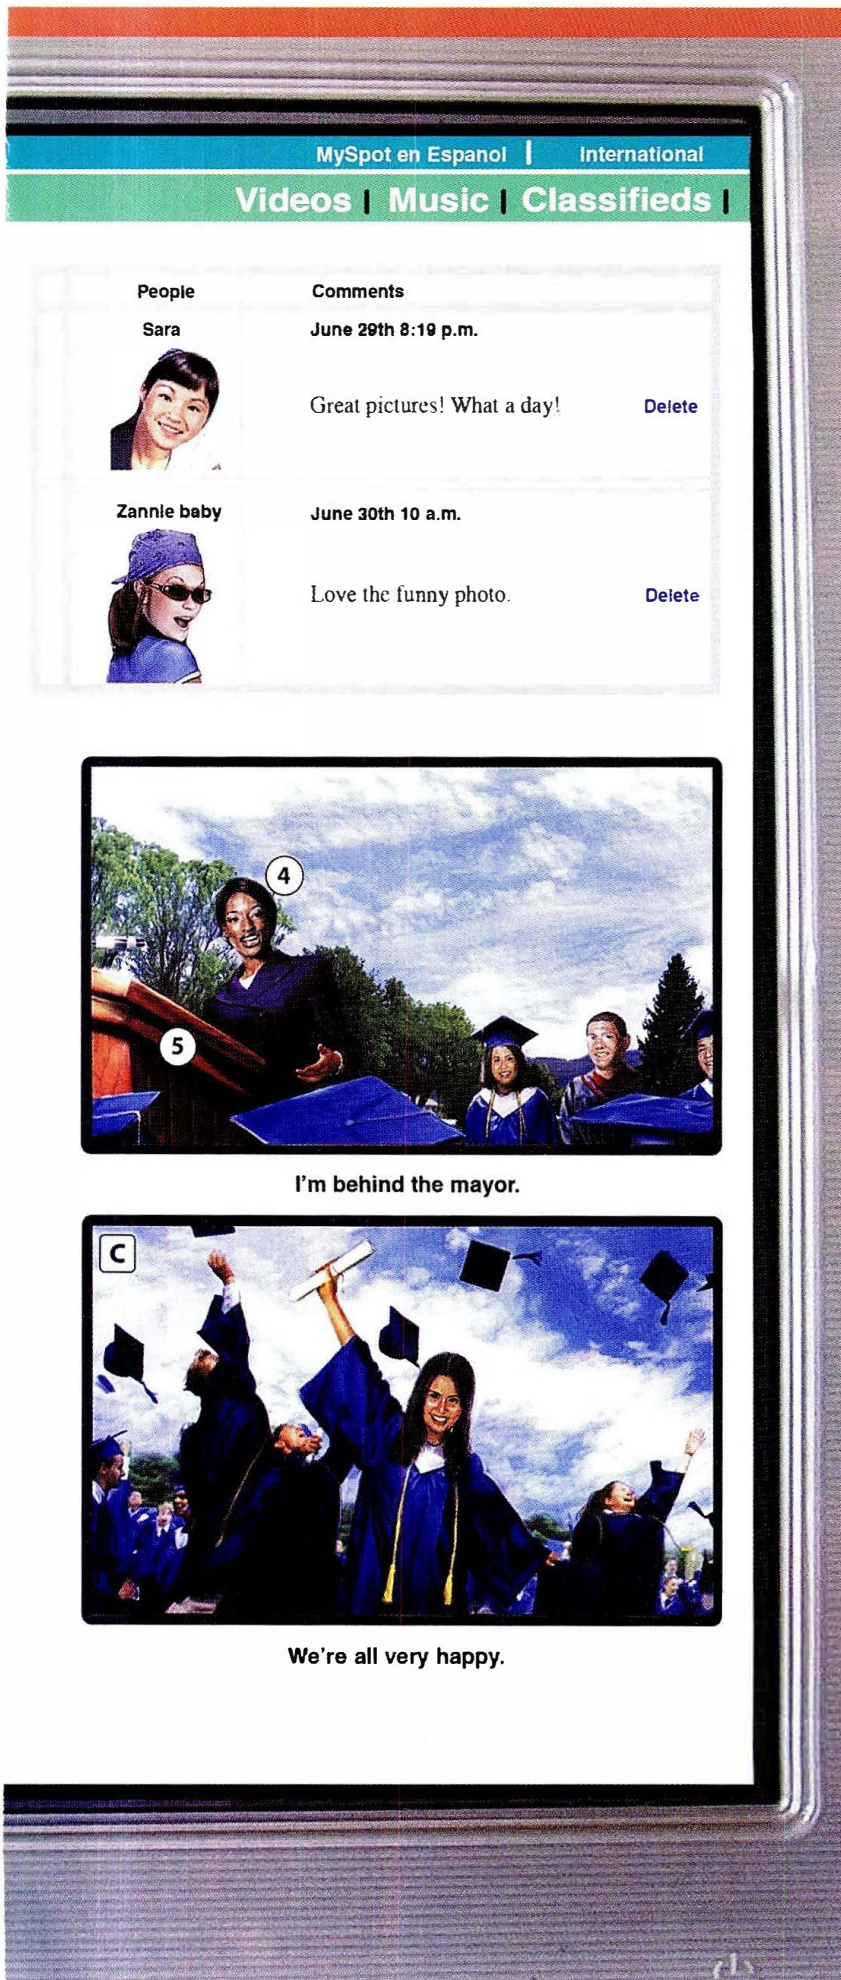 MySpot en Espanol | International
Videos | Music | Classifieds |
People Comments
Sara June 29th 8:19 p.m.
Great pictures! What a day! Delete
Zannie baby June 30th 10 a.m.
Love the funny photo. Delete
4
5
I'm behind the mayor.
C
We're all very happy.